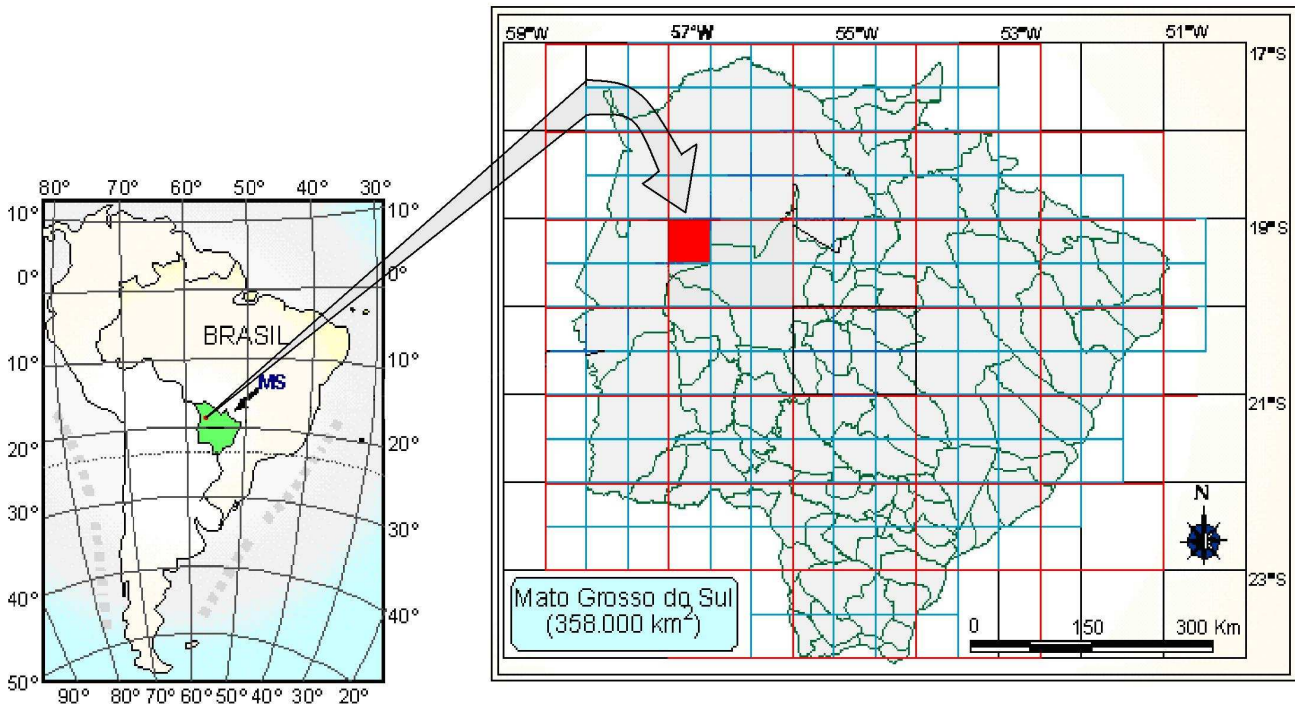 59°W 57°W 55°W 53°W 51°W
17°S
19°S
21°S
23°S
N
0 150 300 Km
Mato Grosso do Sul
(358.000 km²)
80° 70° 60° 50° 40° 30°
10° 10°
0° 0°
10° 10°
20° 20°
30° 30°
40° 40°
50°
90° 80° 70° 60° 50° 40° 30° 20°
BRASIL
MS